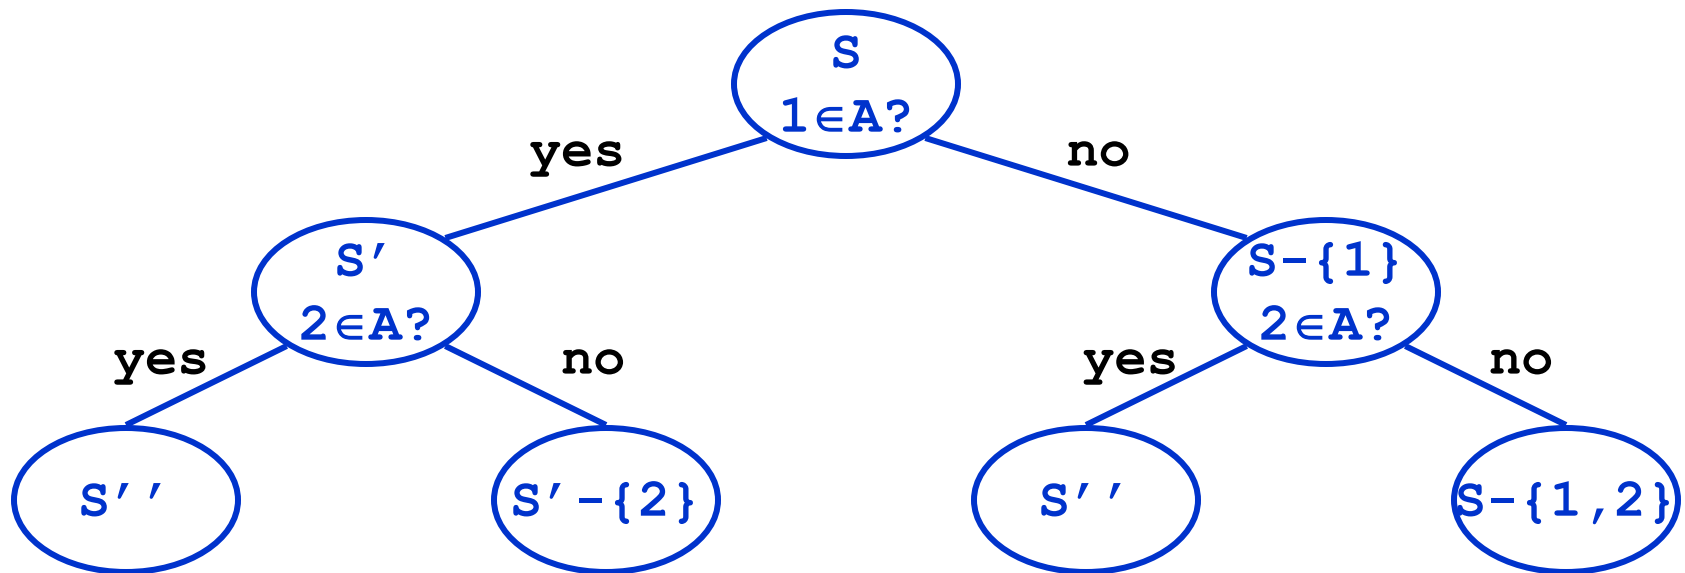 S
1∈A?
yes
no
S'
2∈A?
S-{1}
2∈A?
yes
no
yes
no
S''
S'-{2}
S''
S-{1,2}